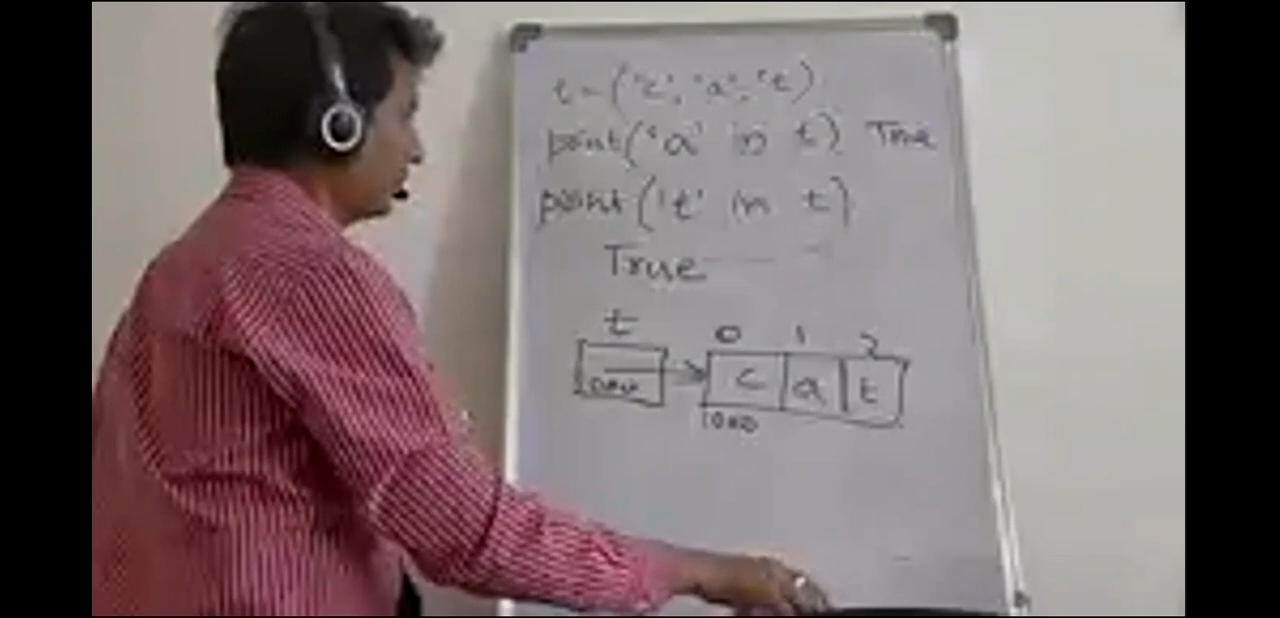 t = ('c', 'a', 't')
print('a' in t) True
print('t' in t)
True
t 0 1 2
c a t
1000